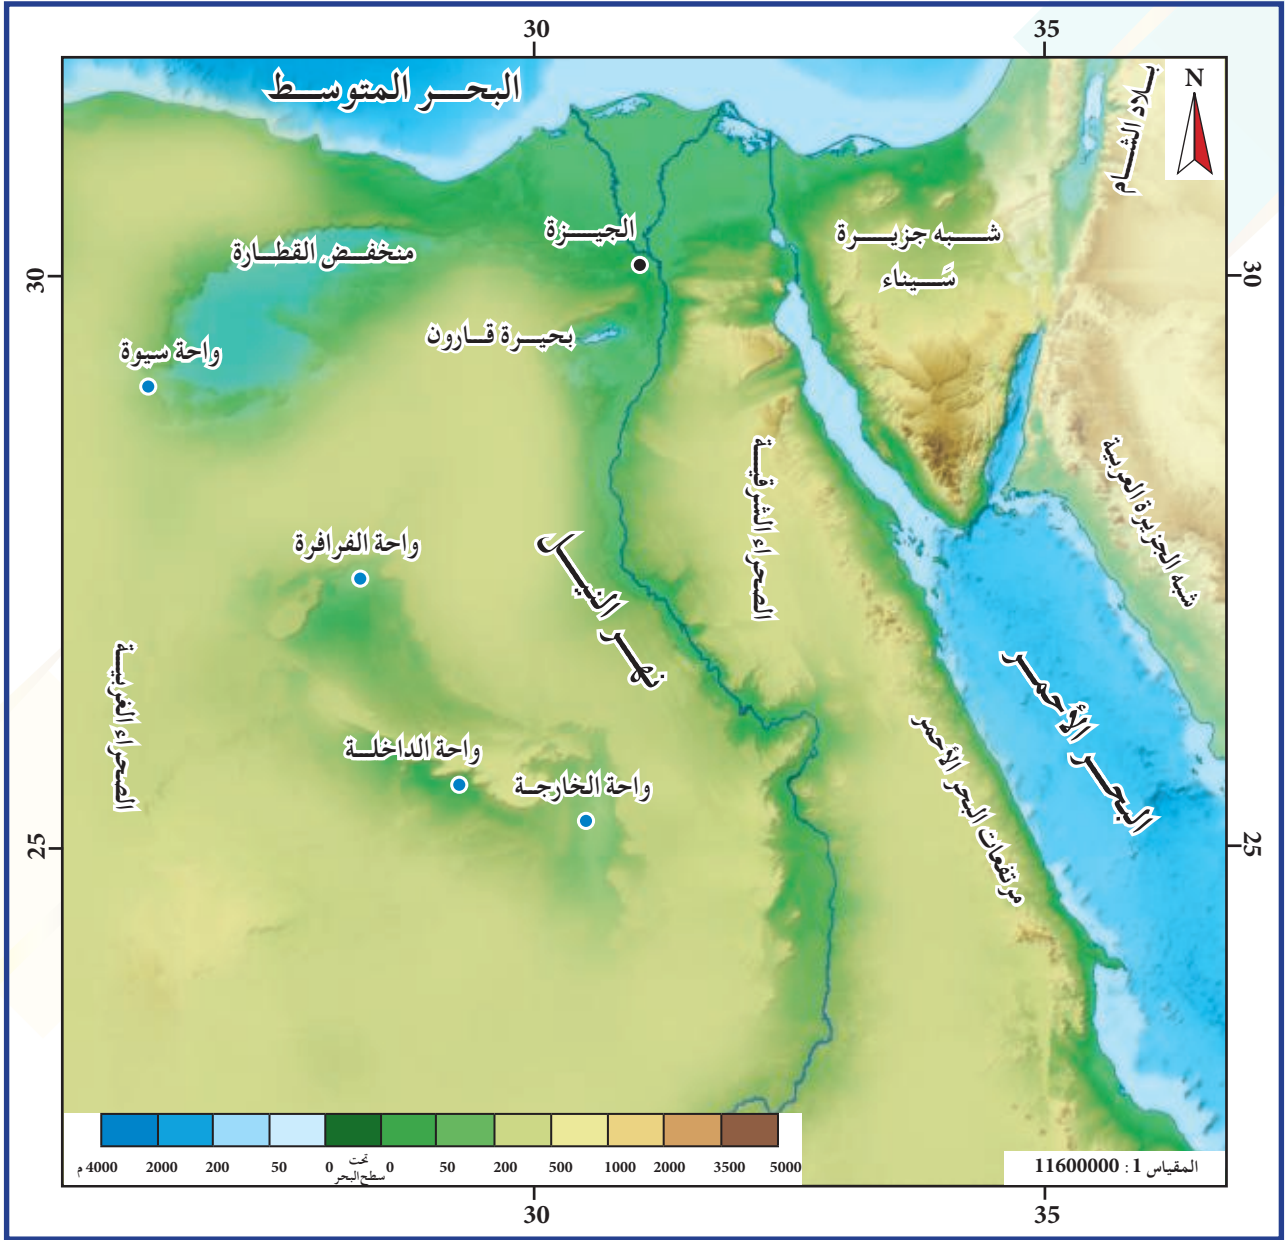 30
35
البحر المتوسط
N
بلاد الشام
الجيزة
شبه جزيرة
سَيناء
منخفض القطارة
30
30
بحيرة قارون
واحة سيوة
الصحراء الشرقية
شبه الجزيرة العربية
واحة الفرافرة
نهر النيل
الصحراء الغربية
البحر الأحمر
واحة الداخلة
واحة الخارجة
مرتفعات البحر الأحمر
25
25
4000م 2000 200 50 0 تحت سطح البحر 0 50 200 500 1000 2000 3500 5000
المقياس 1 : 11600000
30
35